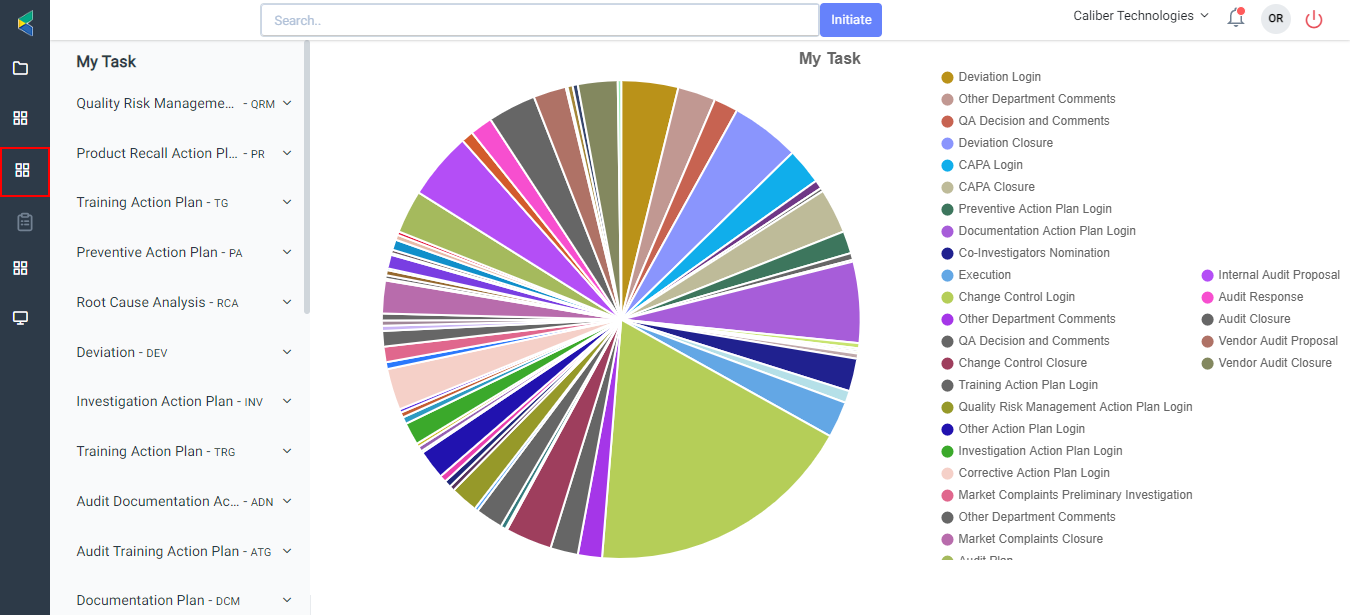 Search..
Initiate
Caliber Technologies
OR
My Task
Quality Risk Manageme... - QRM
Product Recall Action Pl... - PR
Training Action Plan - TG
Preventive Action Plan - PA
Root Cause Analysis - RCA
Deviation - DEV
Investigation Action Plan - INV
Training Action Plan - TRG
Audit Documentation Ac... - ADN
Audit Training Action Plan - ATG
Documentation Plan - DCM
My Task
Deviation Login
Other Department Comments
QA Decision and Comments
Deviation Closure
CAPA Login
CAPA Closure
Preventive Action Plan Login
Documentation Action Plan Login
Co-Investigators Nomination
Execution
Change Control Login
Other Department Comments
QA Decision and Comments
Change Control Closure
Training Action Plan Login
Quality Risk Management Action Plan Login
Other Action Plan Login
Investigation Action Plan Login
Corrective Action Plan Login
Market Complaints Preliminary Investigation
Other Department Comments
Market Complaints Closure
Audit Plan
Internal Audit Proposal
Audit Response
Audit Closure
Vendor Audit Proposal
Vendor Audit Closure